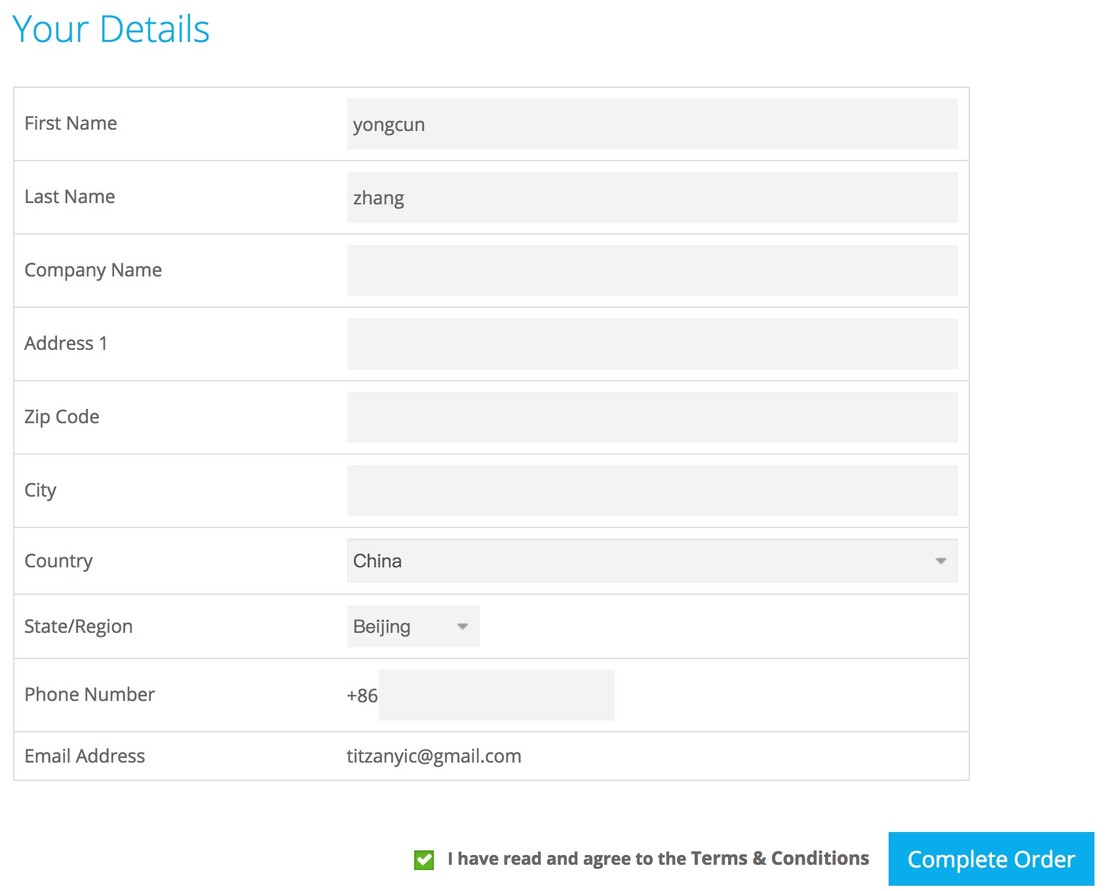 Your Details
First Name yongcun
Last Name zhang
Company Name
Address 1
Zip Code
City
Country China
State/Region Beijing
Phone Number +86
Email Address titzanyic@gmail.com
I have read and agree to the Terms & Conditions Complete Order